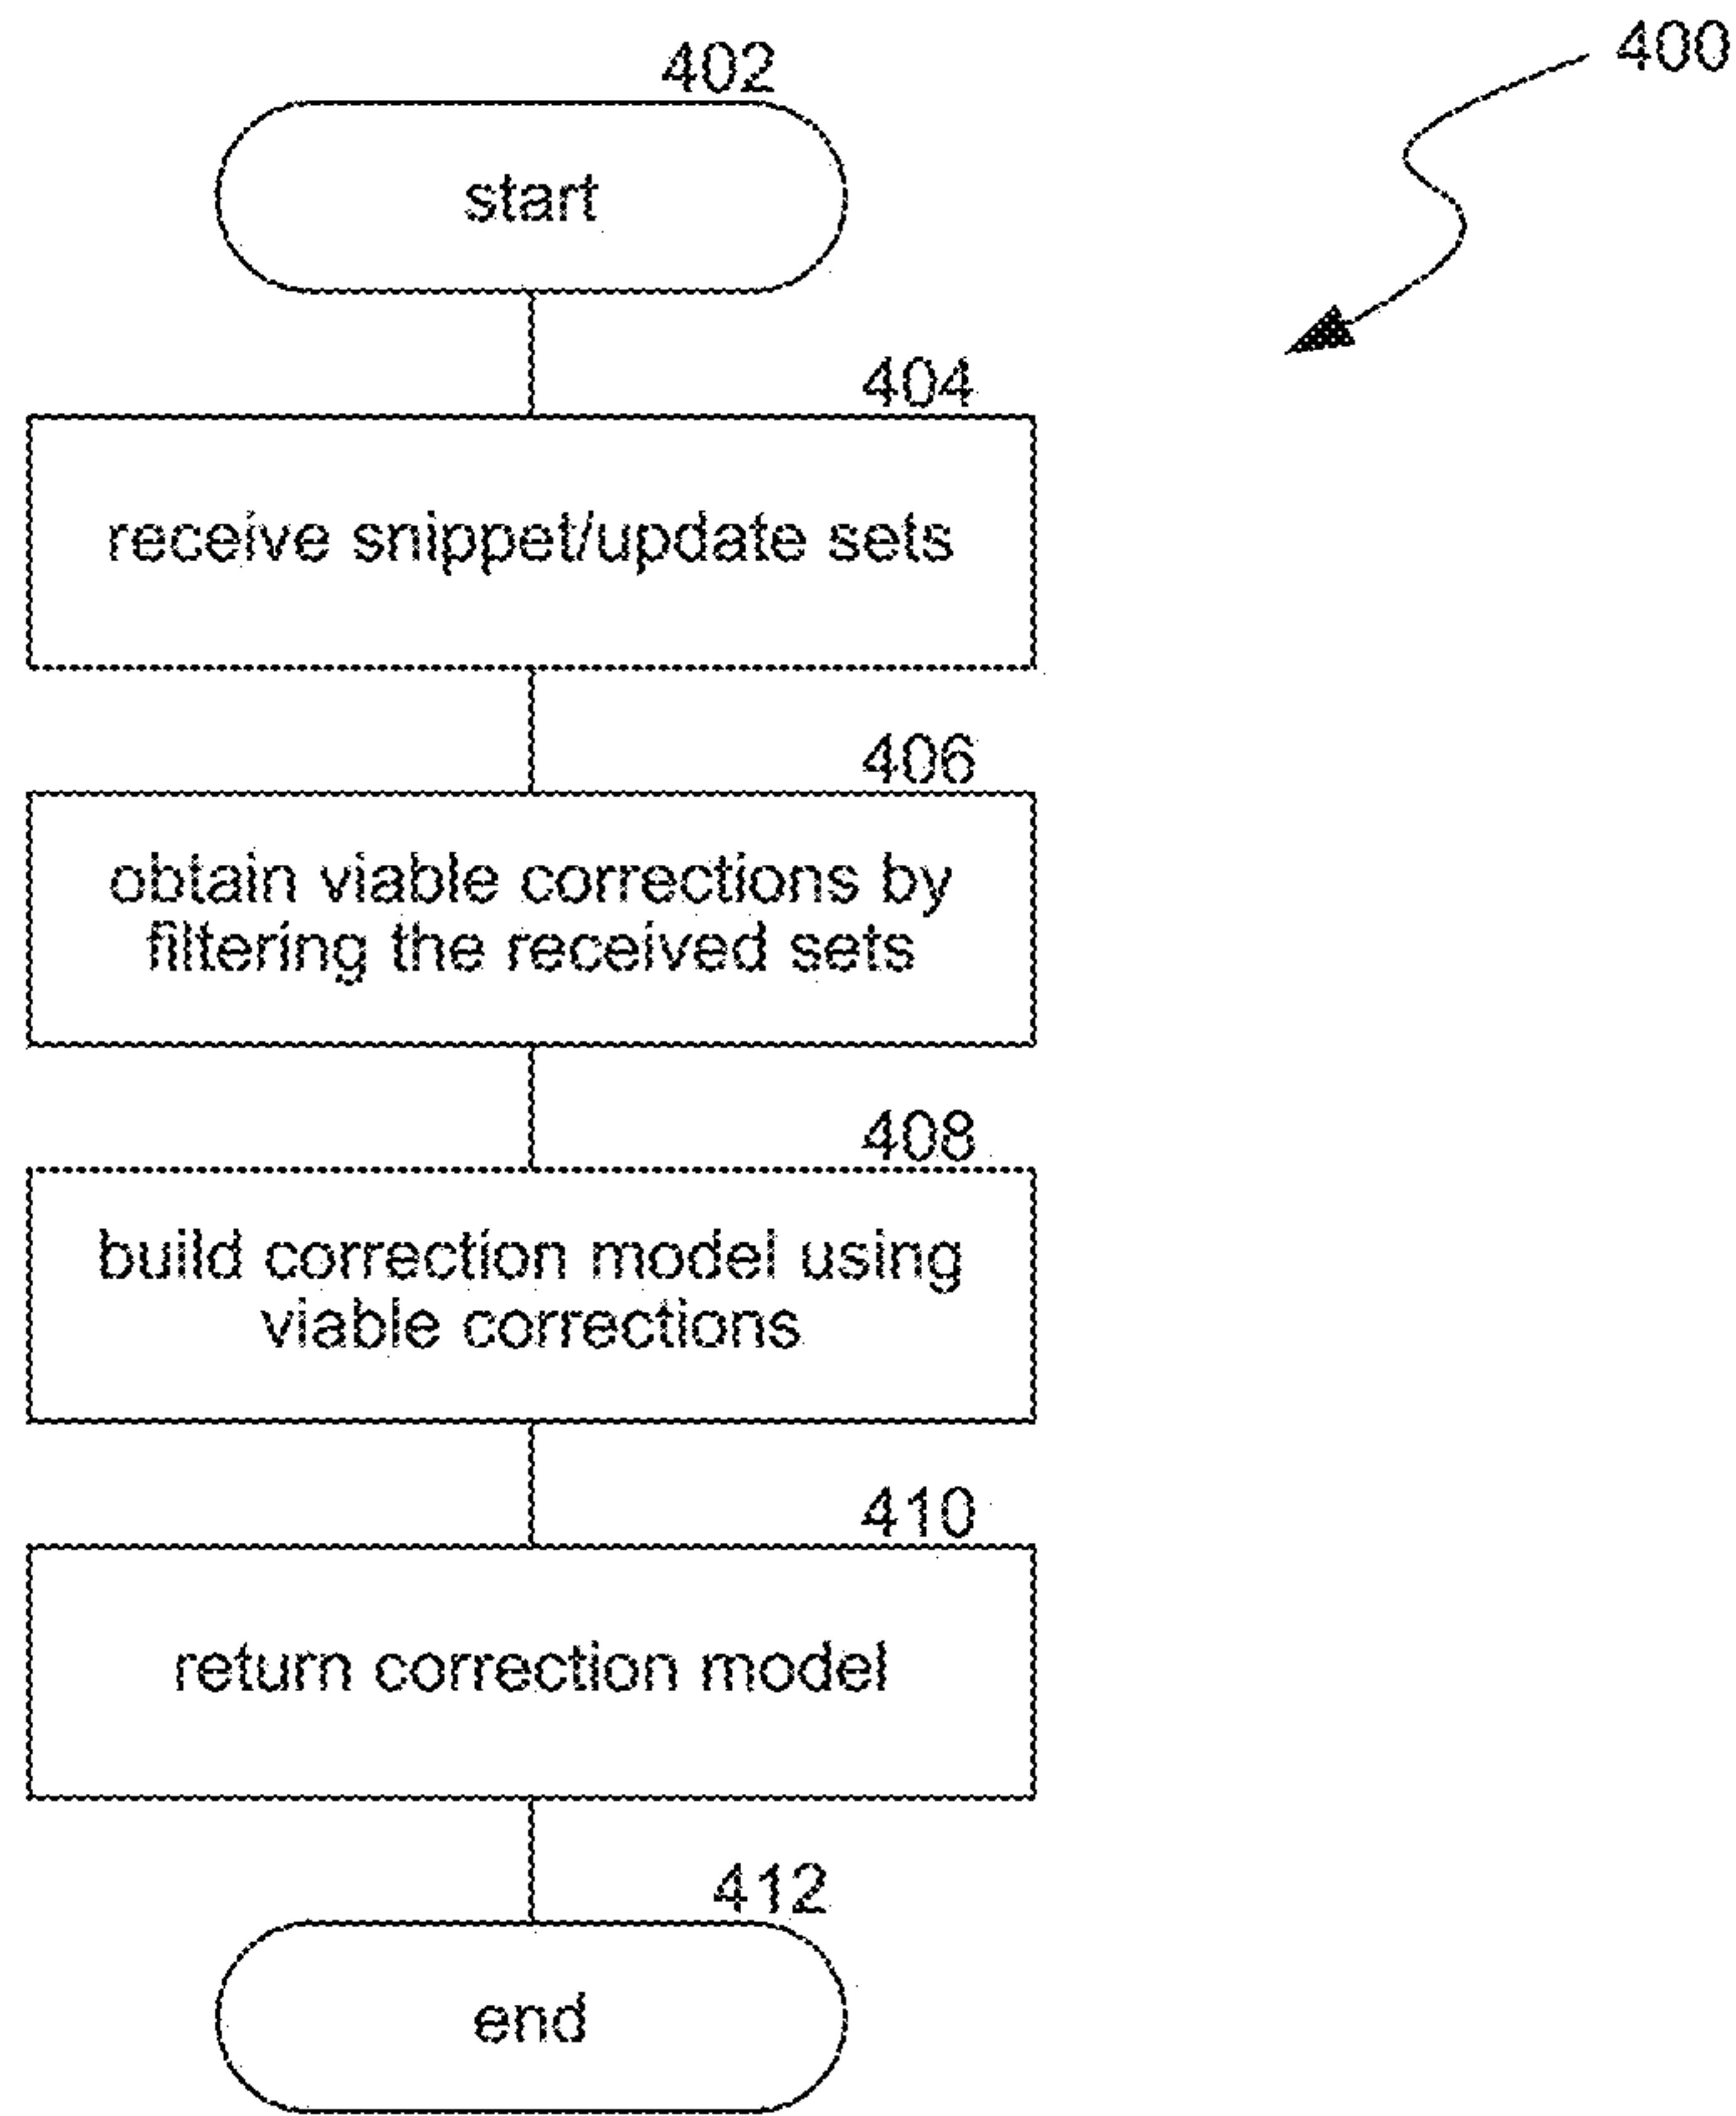 400
402
start
404
receive snippet/update sets
406
obtain viable corrections by
filtering the received sets
408
build correction model using
viable corrections
410
return correction model
412
end